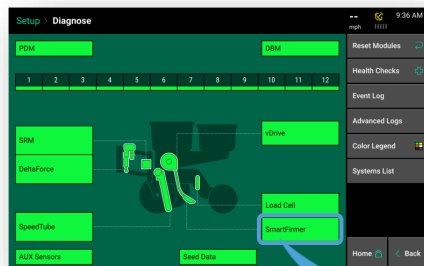 Setup > Diagnose
-- mph
9:36 AM
PDM
DBM
1 2 3 4 5 6 7 8 9 10 11 12
SRM
DeltaForce
SpeedTube
AUX Sensors
vDrive
Load Cell
SmartFirmer
Seed Data
Reset Modules
Health Checks
Event Log
Advanced Logs
Color Legend
Systems List
Home
< Back